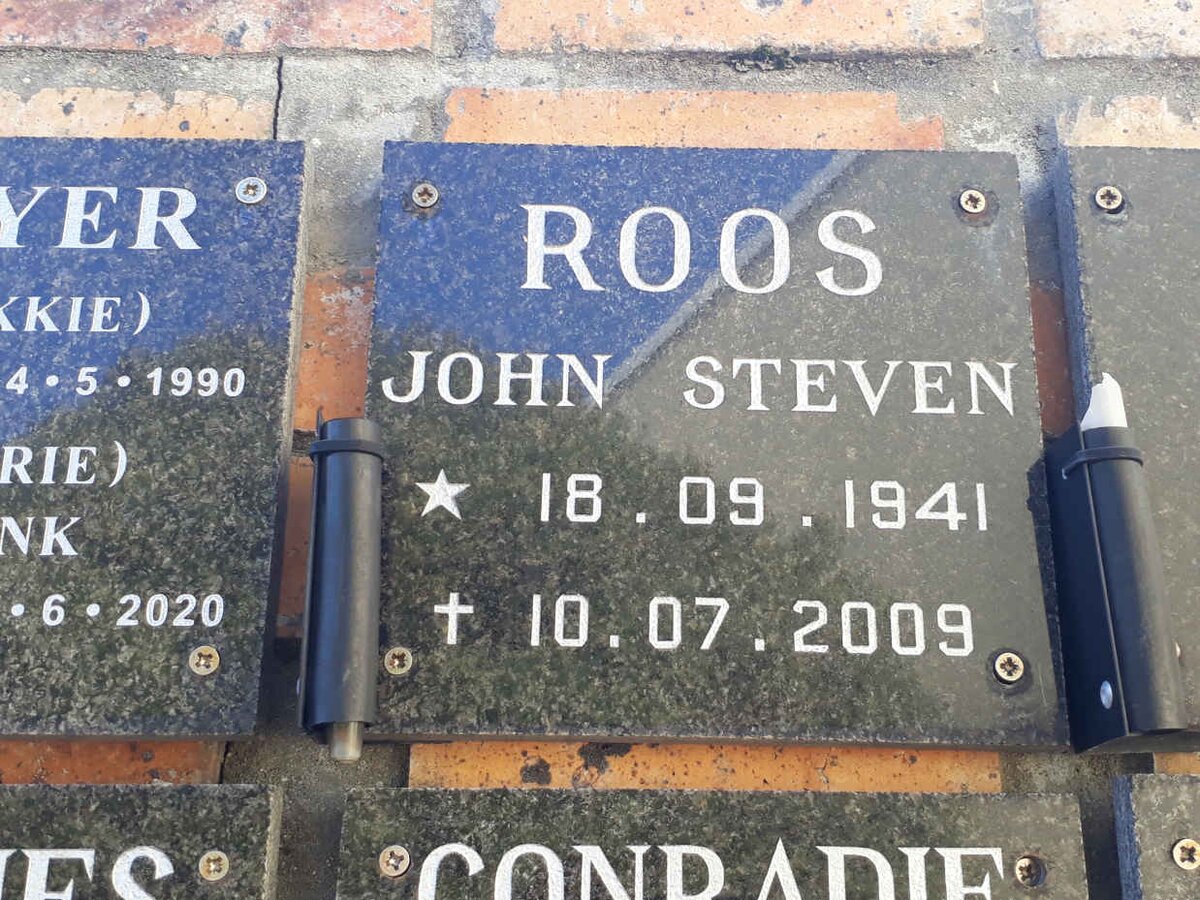 YER
KKIE)
4 • 5 • 1990
RIE)
NK
• 6 • 2020
ROOS
JOHN STEVEN
★ 18 . 09 . 1941
✝ 10 . 07 . 2009
ES
CONRADIE